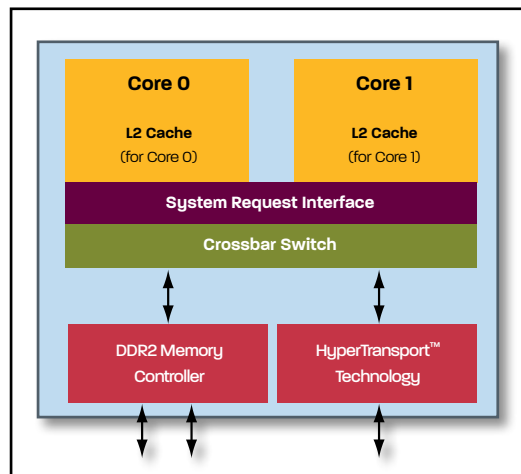 Core 0
L2 Cache
(for Core 0)
Core 1
L2 Cache
(for Core 1)
System Request Interface
Crossbar Switch
DDR2 Memory
Controller
HyperTransport™
Technology